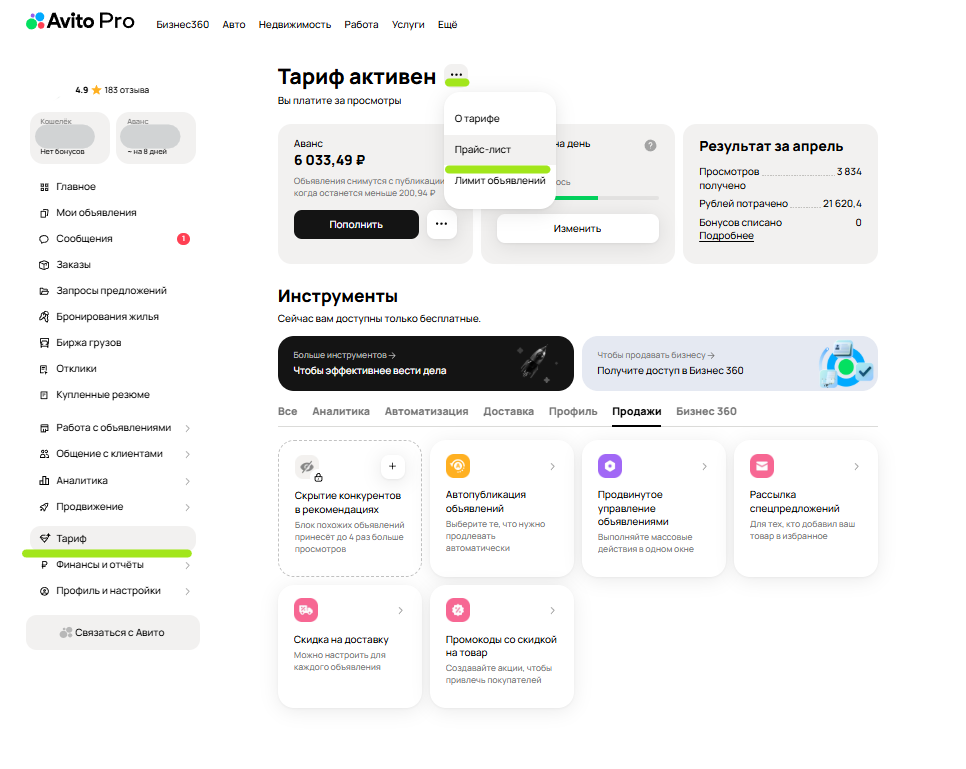 Avito Pro
Бизнес360 Авто Недвижимость Работа Услуги Ещё
4.9 183 отзыва
Кошелёк
Нет бонусов
Аванс
~ на 8 дней
Главное
Мои объявления
Сообщения 1
Заказы
Запросы предложений
Бронирования жилья
Биржа грузов
Отклики
Купленные резюме
Работа с объявлениями
Общение с клиентами
Аналитика
Продвижение
Тариф
Финансы и отчёты
Профиль и настройки
Связаться с Авито
Тариф активен
Вы платите за просмотры
О тарифе
Прайс-лист
Лимит объявлений
Аванс
6 033,49 ₽
Объявления снимутся с публикации
когда останется меньше 200,94 ₽
Пополнить
на день
ось
Изменить
Результат за апрель
Просмотров 3 834
получено
Рублей потрачено 21 620,4
Бонусов списано 0
Подробнее
Инструменты
Сейчас вам доступны только бесплатные.
Больше инструментов →
Чтобы эффективнее вести дела
Чтобы продавать бизнесу →
Получите доступ в Бизнес 360
Все Аналитика Автоматизация Доставка Профиль Продажи Бизнес 360
Скрытие конкурентов
в рекомендациях
Блок похожих объявлений
принесёт до 4 раз больше
просмотров
Автопубликация
объявлений
Выберите те, что нужно
продлевать
автоматически
Продвинутое
управление
объявлениями
Выполняйте массовые
действия в одном окне
Рассылка
спецпредложений
Для тех, кто добавил ваш
товар в избранное
Скидка на доставку
Можно настроить для
каждого объявления
Промокоды со скидкой
на товар
Создавайте акции, чтобы
привлечь покупателей